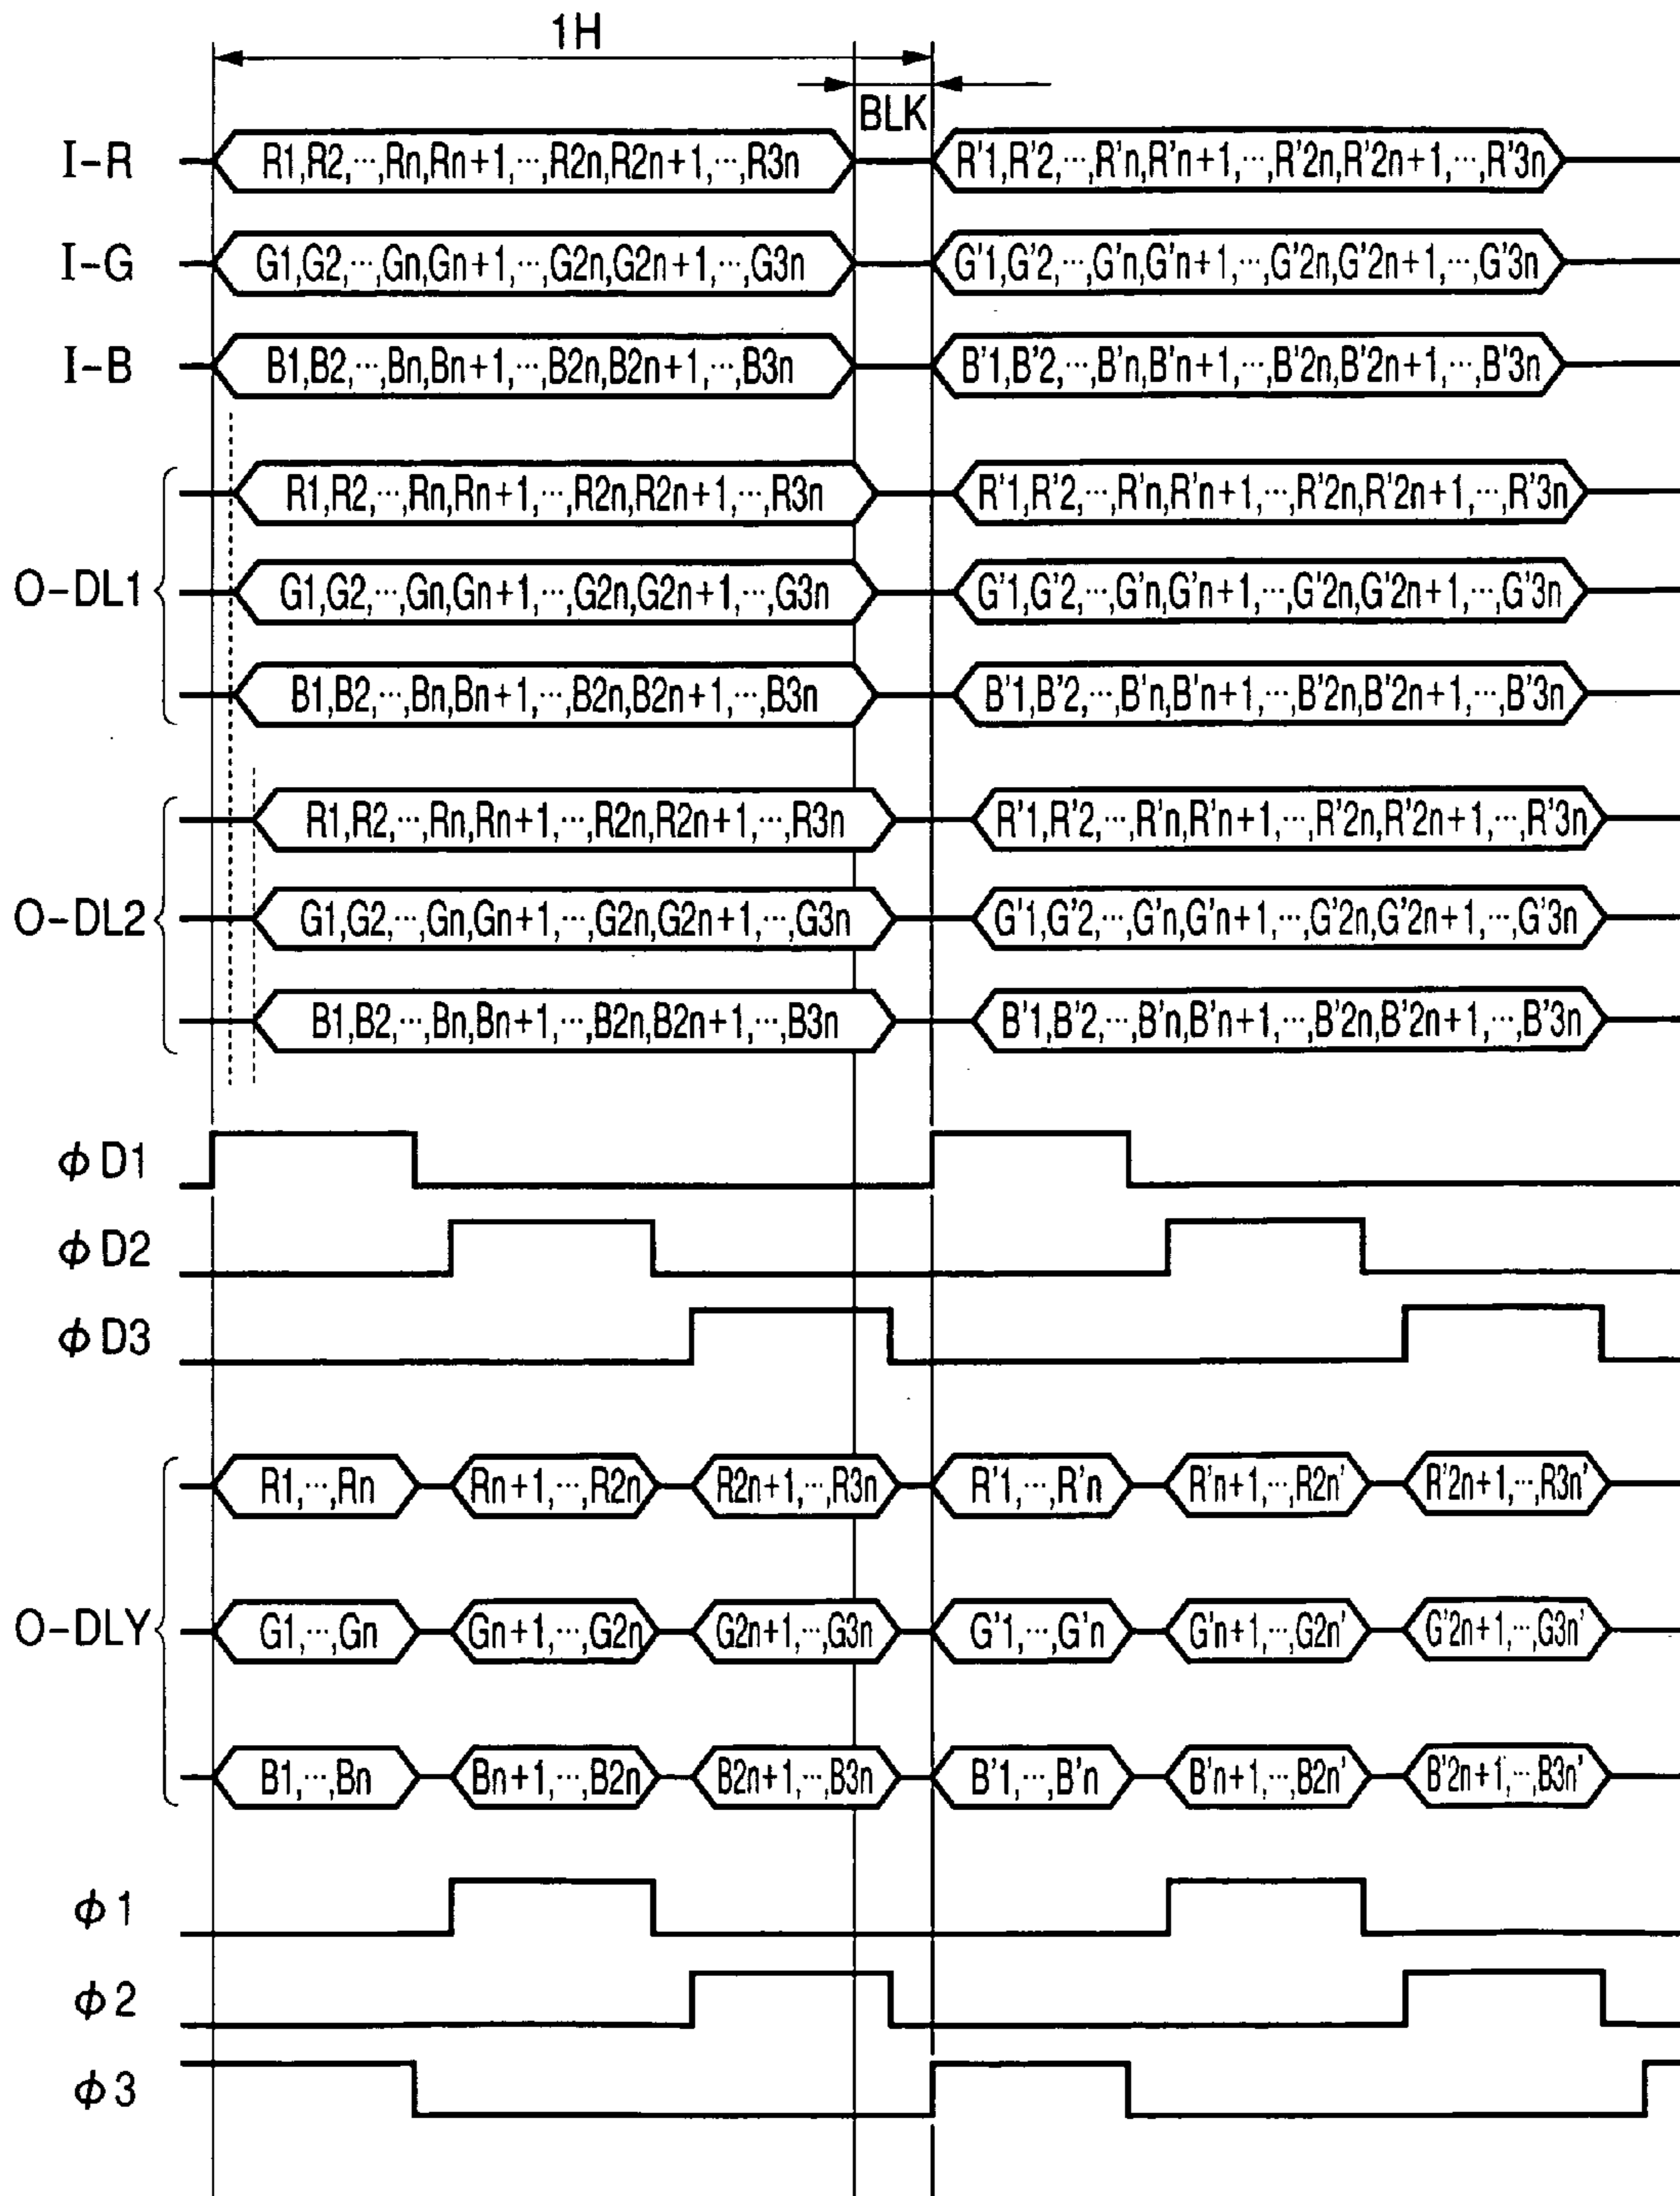 1H
BLK
I-R R1,R2,···,Rn,Rn+1,···,R2n,R2n+1,···,R3n R'1,R'2,···,R'n,R'n+1,···,R'2n,R'2n+1,···,R'3n
I-G G1,G2,···,Gn,Gn+1,···,G2n,G2n+1,···,G3n G'1,G'2,···,G'n,G'n+1,···,G'2n,G'2n+1,···,G'3n
I-B B1,B2,···,Bn,Bn+1,···,B2n,B2n+1,···,B3n B'1,B'2,···,B'n,B'n+1,···,B'2n,B'2n+1,···,B'3n
R1,R2,···,Rn,Rn+1,···,R2n,R2n+1,···,R3n R'1,R'2,···,R'n,R'n+1,···,R'2n,R'2n+1,···,R'3n
O-DL1 G1,G2,···,Gn,Gn+1,···,G2n,G2n+1,···,G3n G'1,G'2,···,G'n,G'n+1,···,G'2n,G'2n+1,···,G'3n
B1,B2,···,Bn,Bn+1,···,B2n,B2n+1,···,B3n B'1,B'2,···,B'n,B'n+1,···,B'2n,B'2n+1,···,B'3n
R1,R2,···,Rn,Rn+1,···,R2n,R2n+1,···,R3n R'1,R'2,···,R'n,R'n+1,···,R'2n,R'2n+1,···,R'3n
O-DL2 G1,G2,···,Gn,Gn+1,···,G2n,G2n+1,···,G3n G'1,G'2,···,G'n,G'n+1,···,G'2n,G'2n+1,···,G'3n
B1,B2,···,Bn,Bn+1,···,B2n,B2n+1,···,B3n B'1,B'2,···,B'n,B'n+1,···,B'2n,B'2n+1,···,B'3n
ϕD1
ϕD2
ϕD3
R1,···,Rn Rn+1,···,R2n R2n+1,···,R3n R'1,···,R'n R'n+1,···,R2n' R'2n+1,···,R3n'
O-DLY G1,···,Gn Gn+1,···,G2n G2n+1,···,G3n G'1,···,G'n G'n+1,···,G2n' G'2n+1,···,G3n'
B1,···,Bn Bn+1,···,B2n B2n+1,···,B3n B'1,···,B'n B'n+1,···,B2n' B'2n+1,···,B3n'
ϕ1
ϕ2
ϕ3